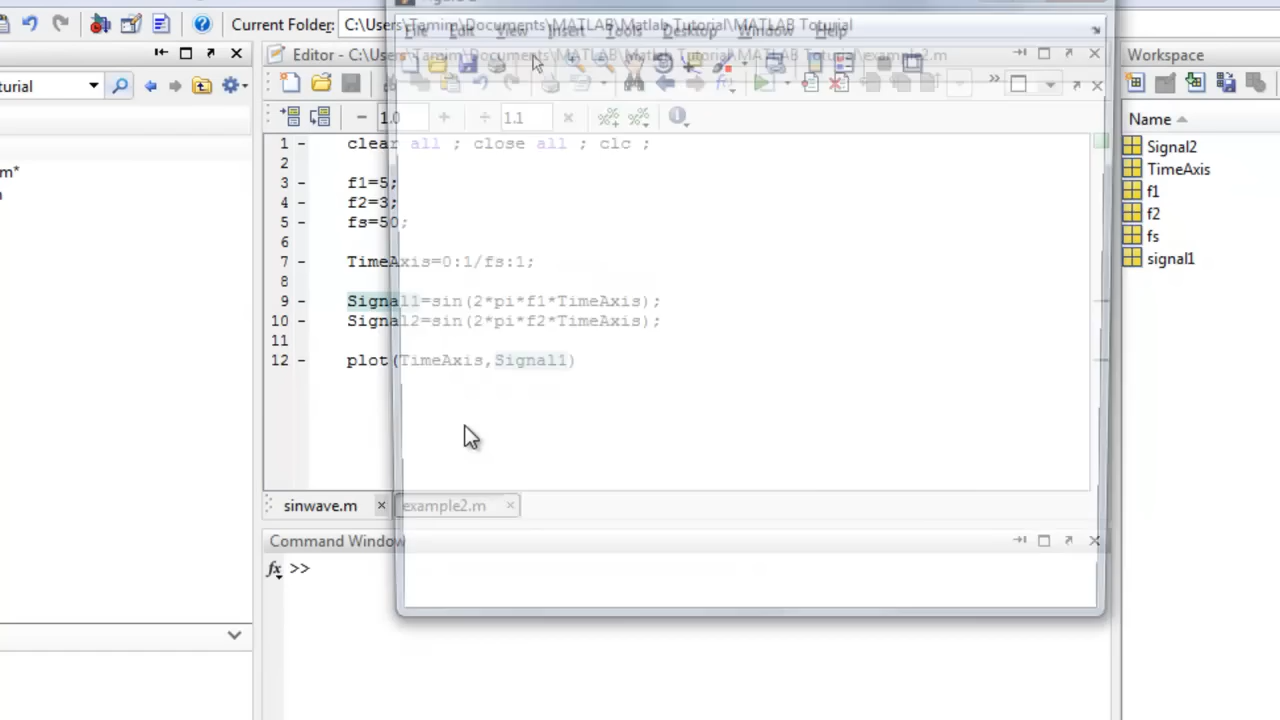 Current Folder: C:\Users\Tamim\Documents\MATLAB\Matlab Tutorial\MATLAB Toturial
File Edit View Insert Tools Desktop Window Help
Editor - C:\Users\Tamim\Documents\MATLAB\Matlab Tutorial\MATLAB Toturial\example2.m
Workspace
torial
1.0
1.1
Name
1 - clear all ; close all ; clc ;
2
3 - f1=5;
4 - f2=3;
5 - fs=50;
6
7 - TimeAxis=0:1/fs:1;
8
9 - Signal1=sin(2*pi*f1*TimeAxis);
10 - Signal2=sin(2*pi*f2*TimeAxis);
11
12 - plot(TimeAxis,Signal1)
m*
Signal2
TimeAxis
f1
f2
fs
signal1
sinwave.m
example2.m
Command Window
fx >>